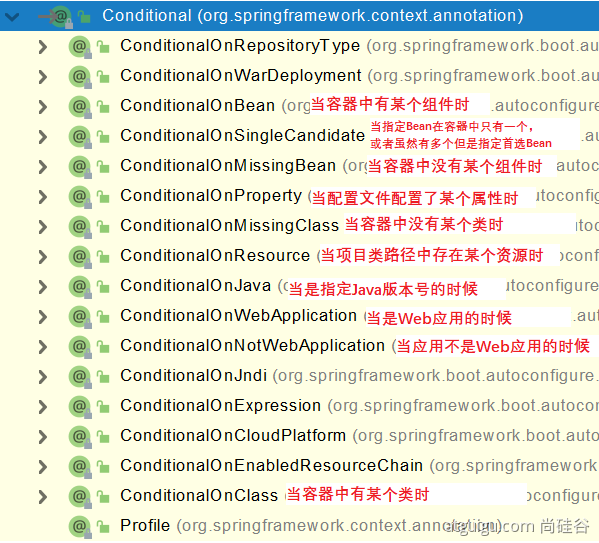 Conditional (org.springframework.context.annotation)
ConditionalOnRepositoryType (org.springframework.boot.au
ConditionalOnWarDeployment (org.springframework.boot.au
ConditionalOnBean (org 当容器中有某个组件时 .autoconfigure
ConditionalOnSingleCandidate 当指定Bean在容器中只有一个，
或者虽然有多个但是指定首选Bean
ConditionalOnMissingBean (or 当容器中没有某个组件时 autoc
ConditionalOnProperty (当配置文件配置了某个属性时 autoconf
ConditionalOnMissingClass 当容器中没有某个类时 t.autocon
ConditionalOnResource (当项目类路径中存在某个资源时 oconf
ConditionalOnJava (当是指定Java版本号的时候 utoconfigure
ConditionalOnWebApplication (当是Web应用的时候 .au
ConditionalOnNotWebApplication (当应用不是Web应用的时候
ConditionalOnJndi (org.springframework.boot.autoconfigure.
ConditionalOnExpression (org.springframework.boot.autocon
ConditionalOnCloudPlatform (org.springframework.boot.auto
ConditionalOnEnabledResourceChain (org.springframework
ConditionalOnClass 当容器中有某个类时 toconfigure
Profile (org.springframework.context.annotation)
atguigu.com 尚硅谷